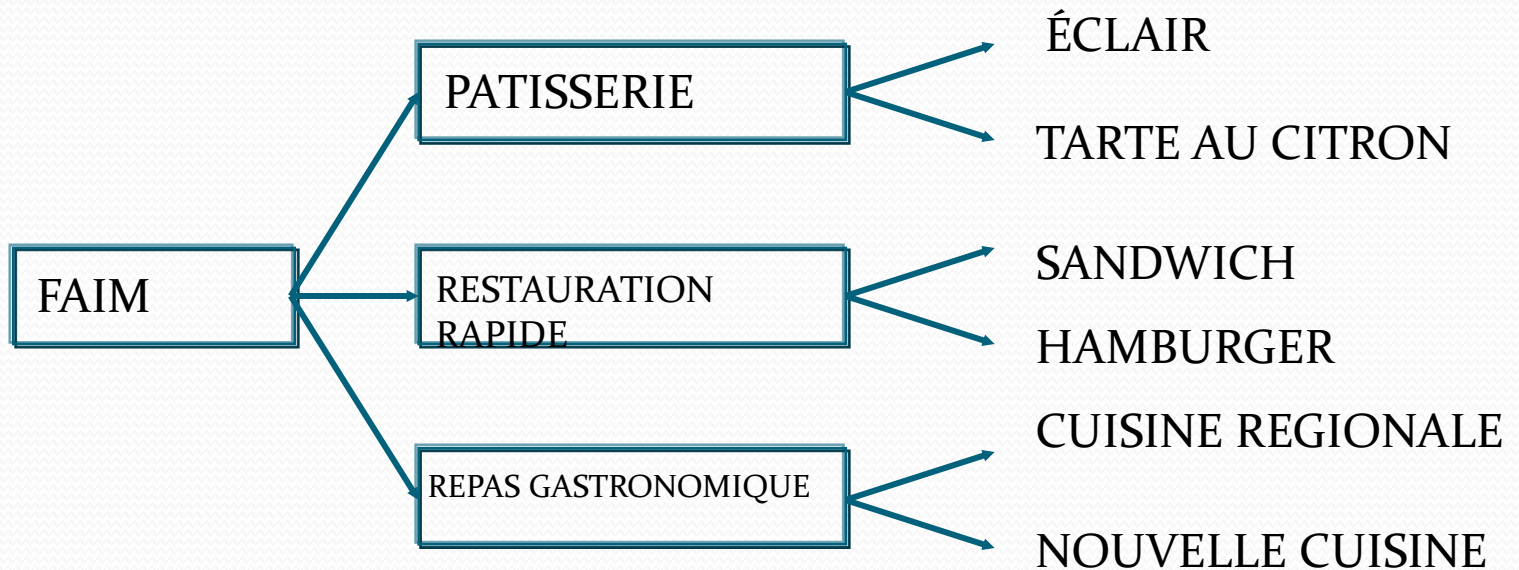 ÉCLAIR
PATISSERIE
TARTE AU CITRON
FAIM
RESTAURATION
RAPIDE
SANDWICH
HAMBURGER
REPAS GASTRONOMIQUE
CUISINE REGIONALE
NOUVELLE CUISINE